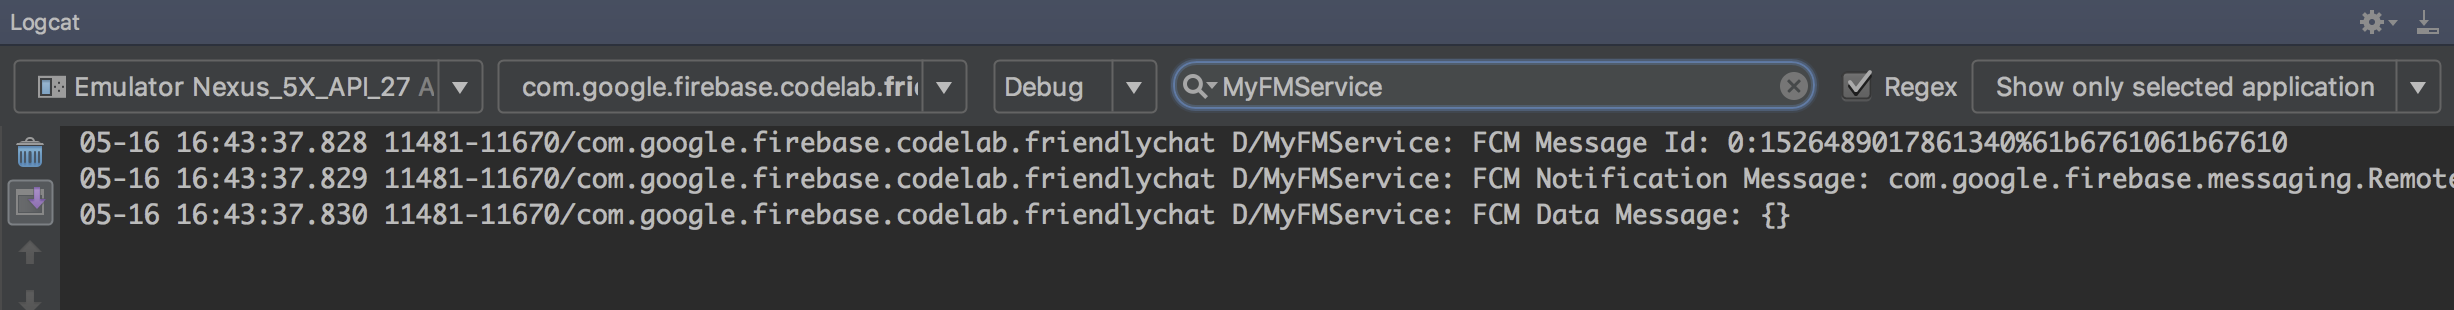 Logcat
Emulator Nexus_5X_API_27 A com.google.firebase.codelab.frie Debug MyFMService Regex Show only selected application
05-16 16:43:37.828 11481-11670/com.google.firebase.codelab.friendlychat D/MyFMService: FCM Message Id: 0:1526489017861340%61b6761061b67610
05-16 16:43:37.829 11481-11670/com.google.firebase.codelab.friendlychat D/MyFMService: FCM Notification Message: com.google.firebase.messaging.Remote
05-16 16:43:37.830 11481-11670/com.google.firebase.codelab.friendlychat D/MyFMService: FCM Data Message: {}